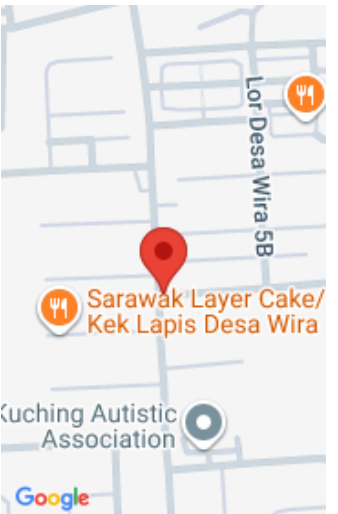 Lor Desa Wira 5B
Sarawak Layer Cake/
Kek Lapis Desa Wira
Kuching Autistic
Association
Google